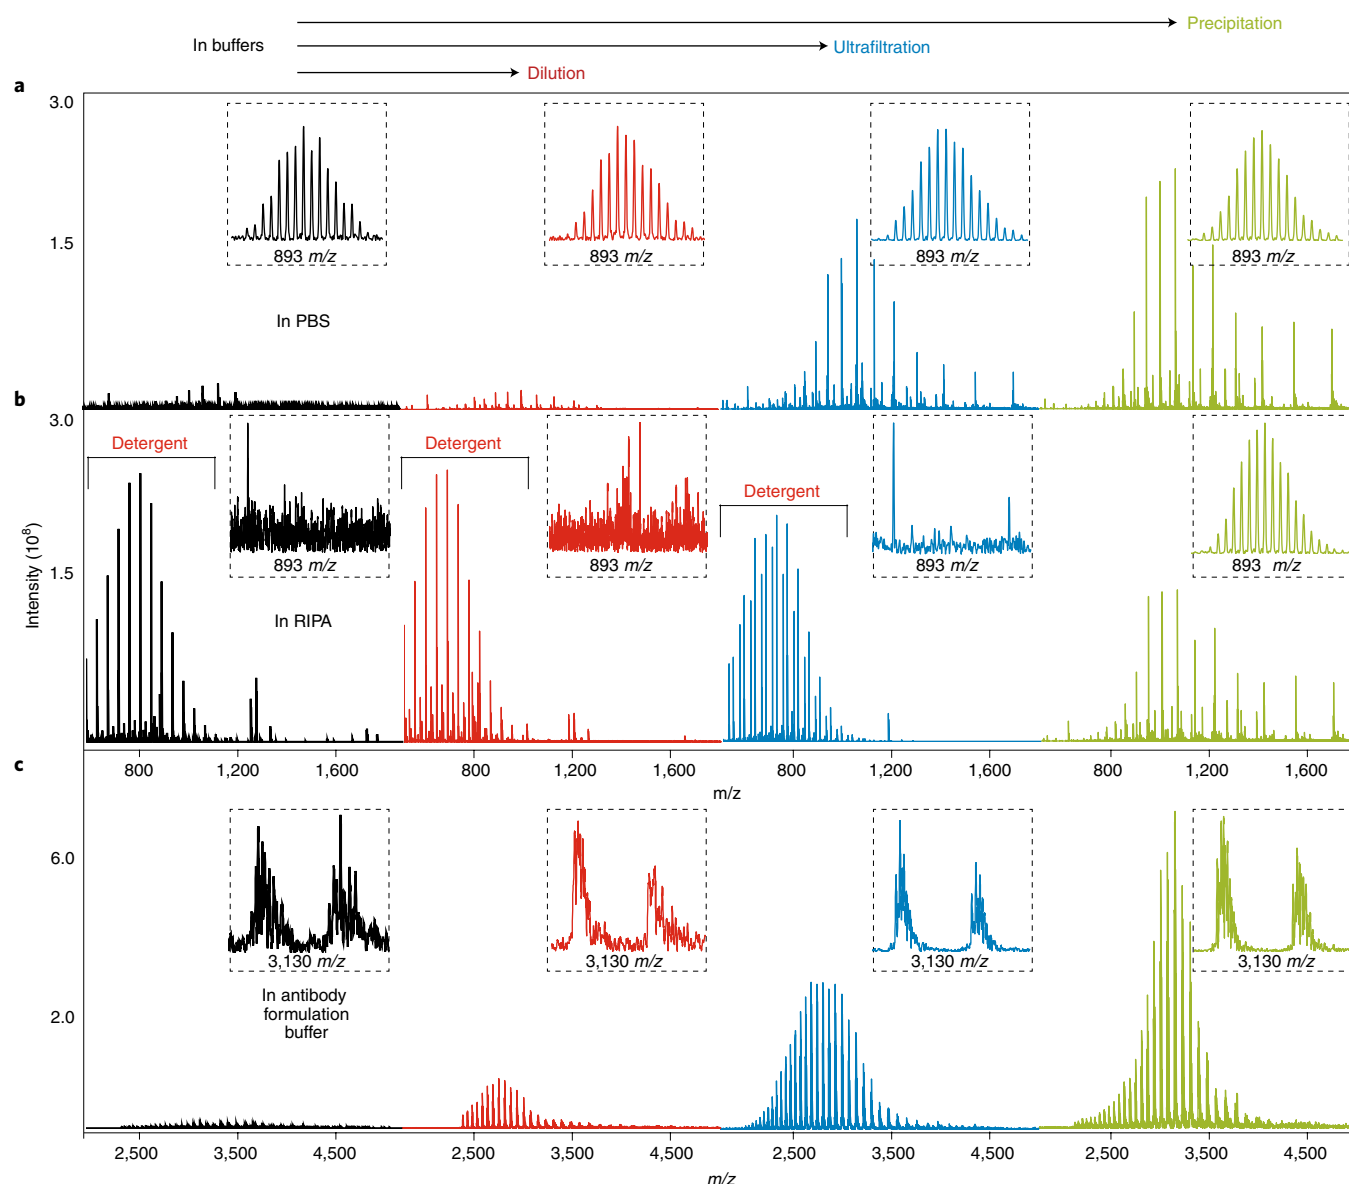 Precipitation
In buffers
Ultrafiltration
Dilution
a
3.0
893 m/z
893 m/z
893 m/z
893 m/z
1.5
In PBS
b
3.0
Detergent
Detergent
Detergent
893 m/z
893 m/z
893 m/z
893 m/z
Intensity (10⁸)
1.5
In RIPA
800 1,200 1,600 800 1,200 1,600 800 1,200 1,600 800 1,200 1,600
m/z
c
6.0
3,130 m/z
3,130 m/z
3,130 m/z
3,130 m/z
In antibody
formulation
buffer
2.0
2,500 3,500 4,500 2,500 3,500 4,500 2,500 3,500 4,500 2,500 3,500 4,500
m/z